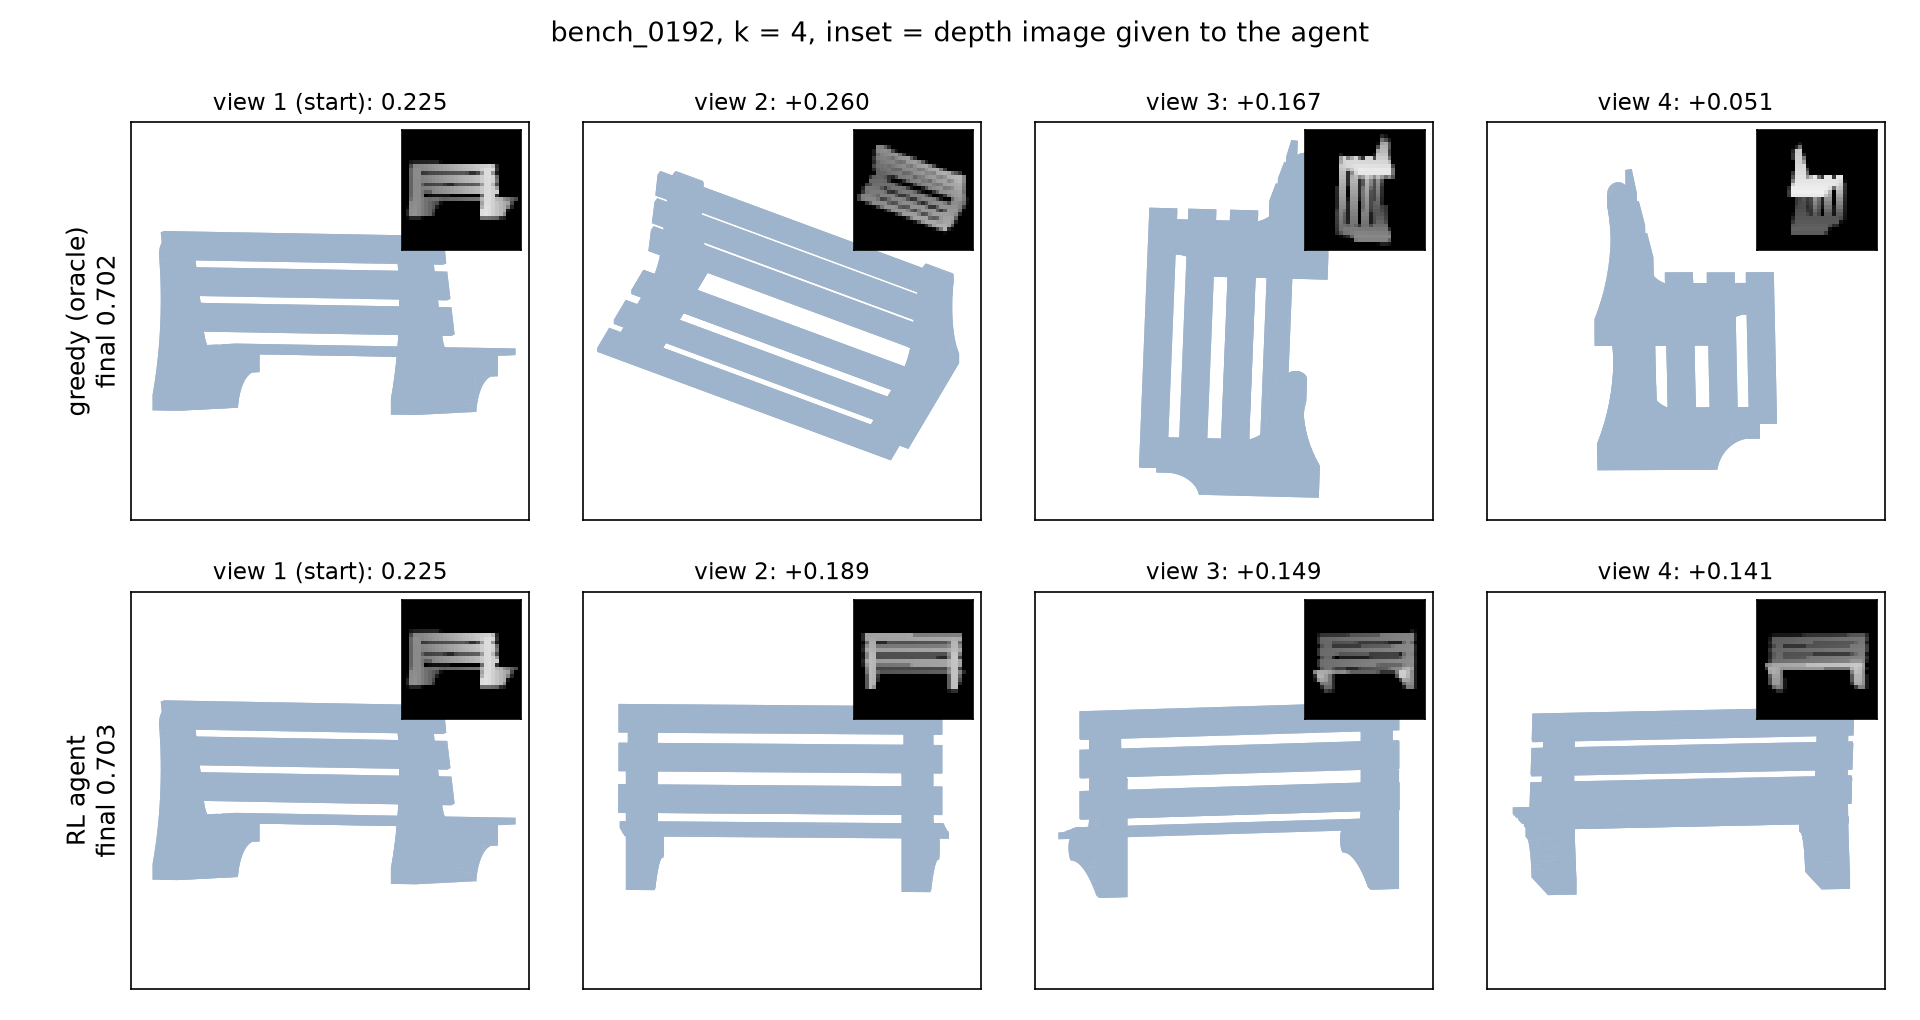 bench_0192, k = 4, inset = depth image given to the agent
greedy (oracle)
final 0.702
view 1 (start): 0.225
view 2: +0.260
view 3: +0.167
view 4: +0.051
RL agent
final 0.703
view 1 (start): 0.225
view 2: +0.189
view 3: +0.149
view 4: +0.141